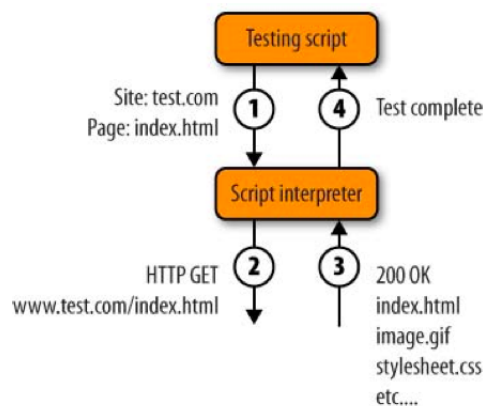 Testing script
Site: test.com
Page: index.html
1
4
Test complete
Script interpreter
HTTP GET
www.test.com/index.html
2
3
200 OK
index.html
image.gif
stylesheet.css
etc....